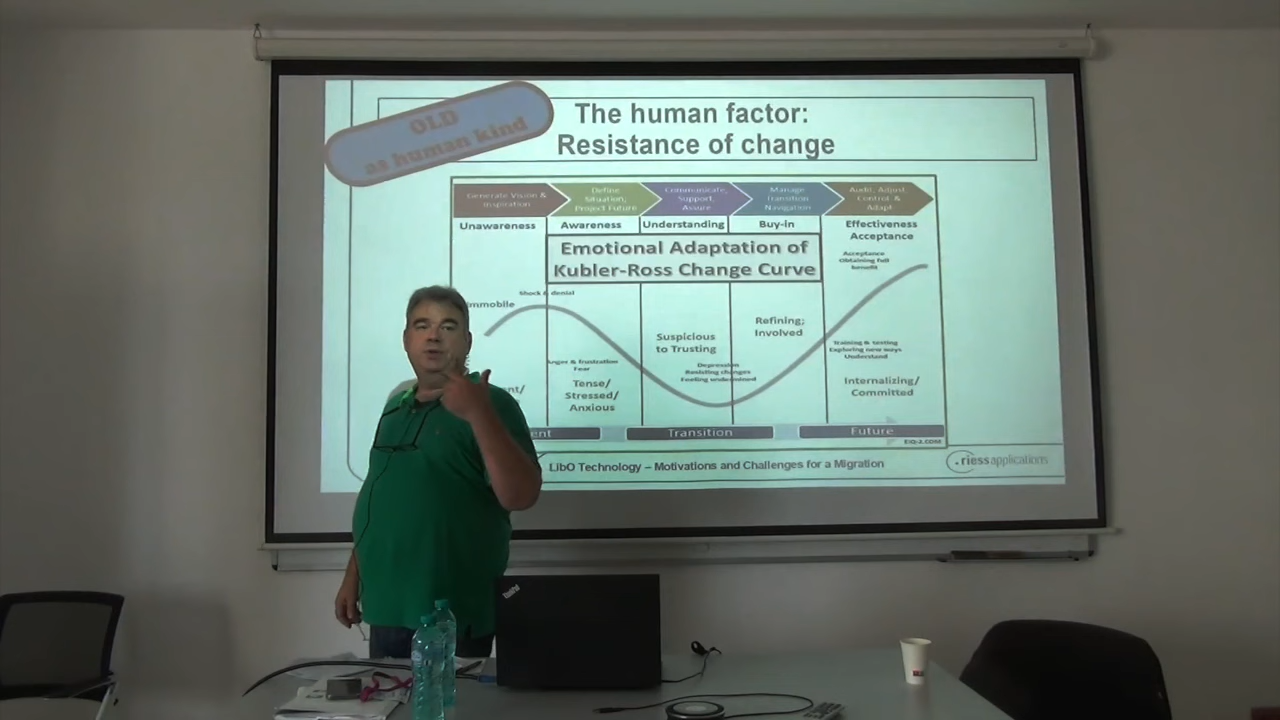 OLD
as human kind
The human factor:
Resistance of change
Generate Vision &
Inspiration
Define
Situation,
Project Future
Communicate,
Support,
Assure
Manage
Transition
Navigation
Audit, Adjust,
Control &
Adapt
Unawareness
Awareness
Understanding
Buy-in
Effectiveness
Acceptance
Emotional Adaptation of
Kubler-Ross Change Curve
Acceptance
Obtaining full
benefit
Shock & denial
Immobile
Suspicious
to Trusting
Refining;
Involved
Training & testing
Exploring new ways
Understand
Anger & frustration
Fear
Depression
Resisting changes
Feeling undermined
Tense/
Stressed/
Anxious
Internalizing/
Committed
Transition
Future
EIQ-2.COM
LibO Technology – Motivations and Challenges for a Migration
.riess applications
ThinkPad